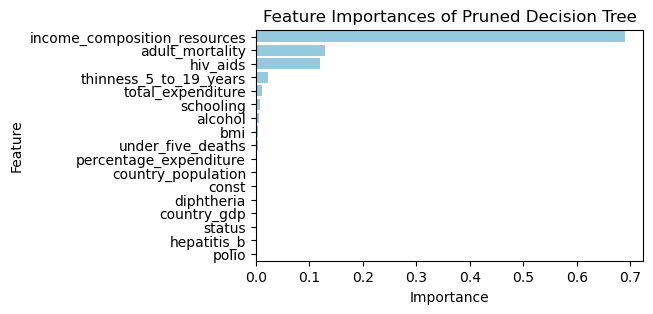 Feature Importances of Pruned Decision Tree
income_composition_resources
adult_mortality
hiv_aids
thinness_5_to_19_years
total_expenditure
schooling
alcohol
bmi
under_five_deaths
percentage_expenditure
country_population
const
diphtheria
country_gdp
status
hepatitis_b
polio
Feature
0.0 0.1 0.2 0.3 0.4 0.5 0.6 0.7
Importance